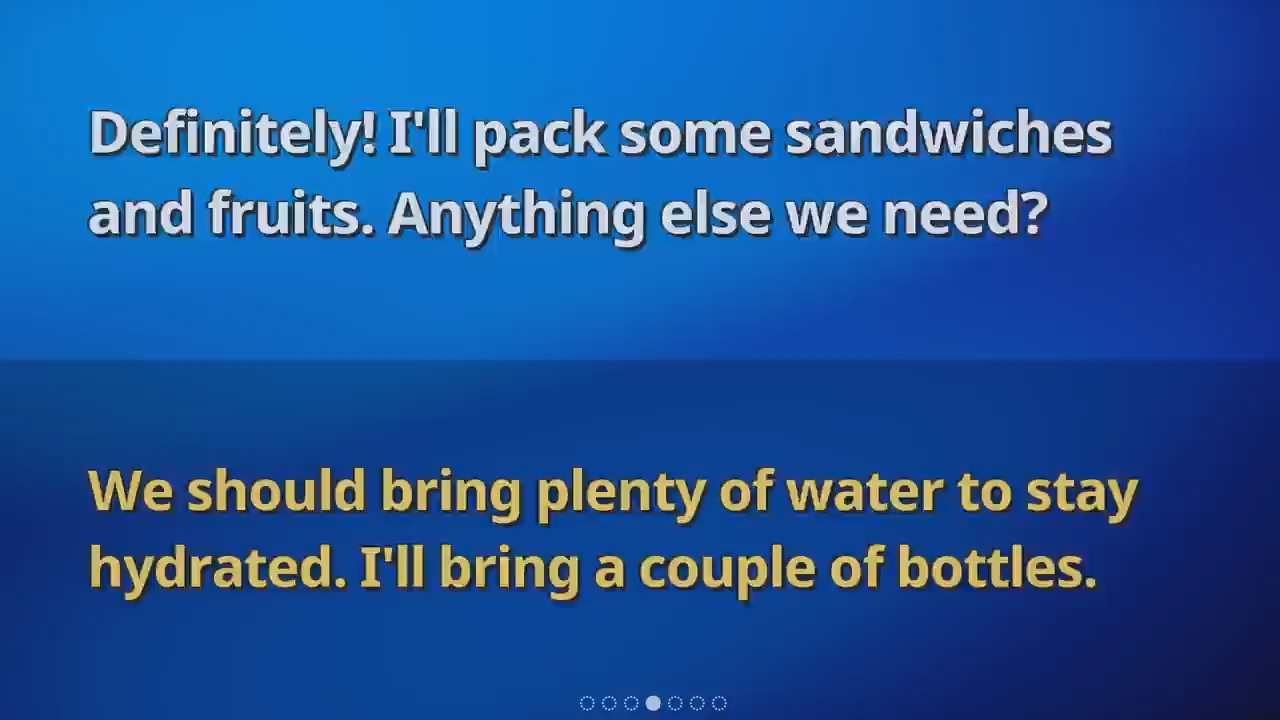 Definitely! I'll pack some sandwiches
and fruits. Anything else we need?
We should bring plenty of water to stay
hydrated. I'll bring a couple of bottles.